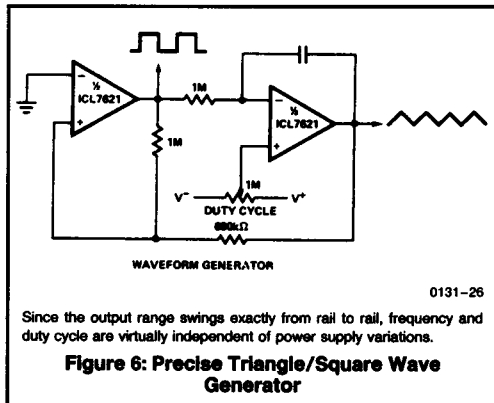 −
½
ICL7621
+
1M
1M
−
½
ICL7621
+
1M
V−
V+
DUTY CYCLE
680kΩ
WAVEFORM GENERATOR
0131–26
Since the output range swings exactly from rail to rail, frequency and
duty cycle are virtually independent of power supply variations.
Figure 6: Precise Triangle/Square Wave
Generator